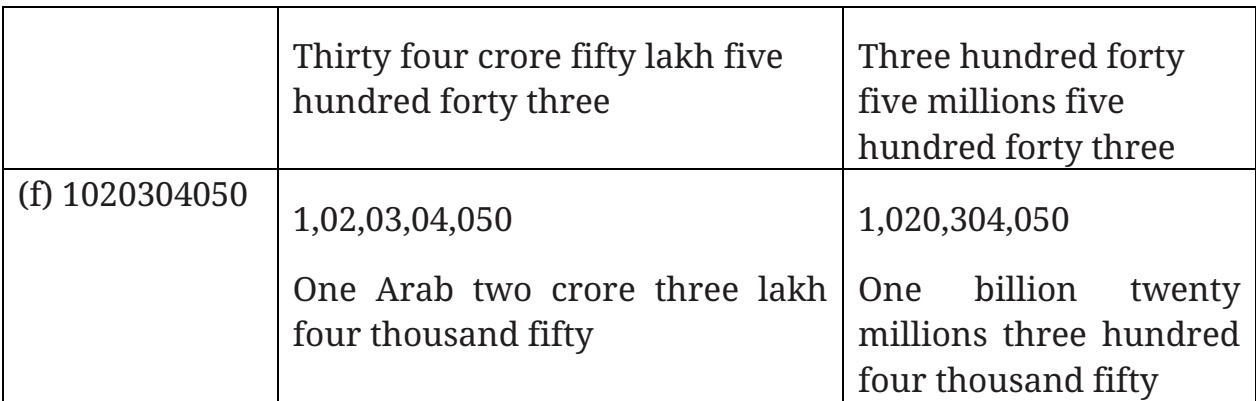 Thirty four crore fifty lakh five
hundred forty three
Three hundred forty
five millions five
hundred forty three
(f) 1020304050
1,02,03,04,050
One Arab two crore three lakh
four thousand fifty
1,020,304,050
One billion twenty
millions three hundred
four thousand fifty